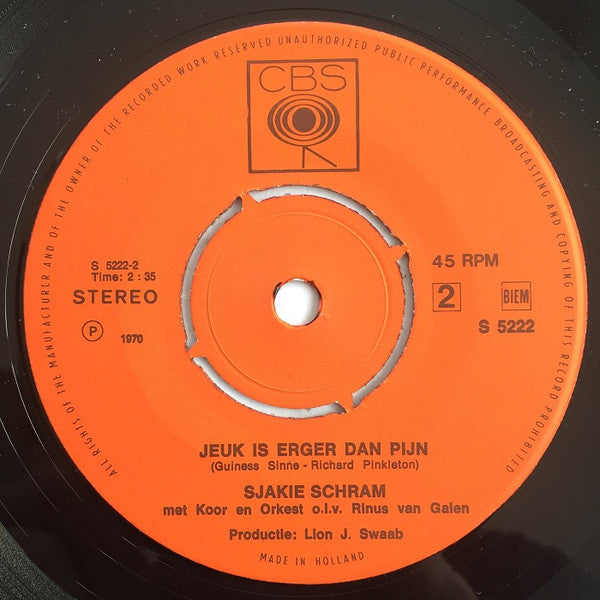 ALL RIGHTS OF THE MANUFACTURER AND OF THE OWNER OF THE RECORDED WORK RESERVED UNAUTHORIZED PUBLIC PERFORMANCE BROADCASTING AND COPYING OF THIS RECORD PROHIBITED
CBS
S 5222-2
Time: 2 : 35
STEREO
P 1970
45 RPM
2 BIEM
S 5222
JEUK IS ERGER DAN PIJN
(Guiness Sinne - Richard Pinkleton)
SJAKIE SCHRAM
met Koor en Orkest o.l.v. Rinus van Galen
Productie: Lion J. Swaab
MADE IN HOLLAND